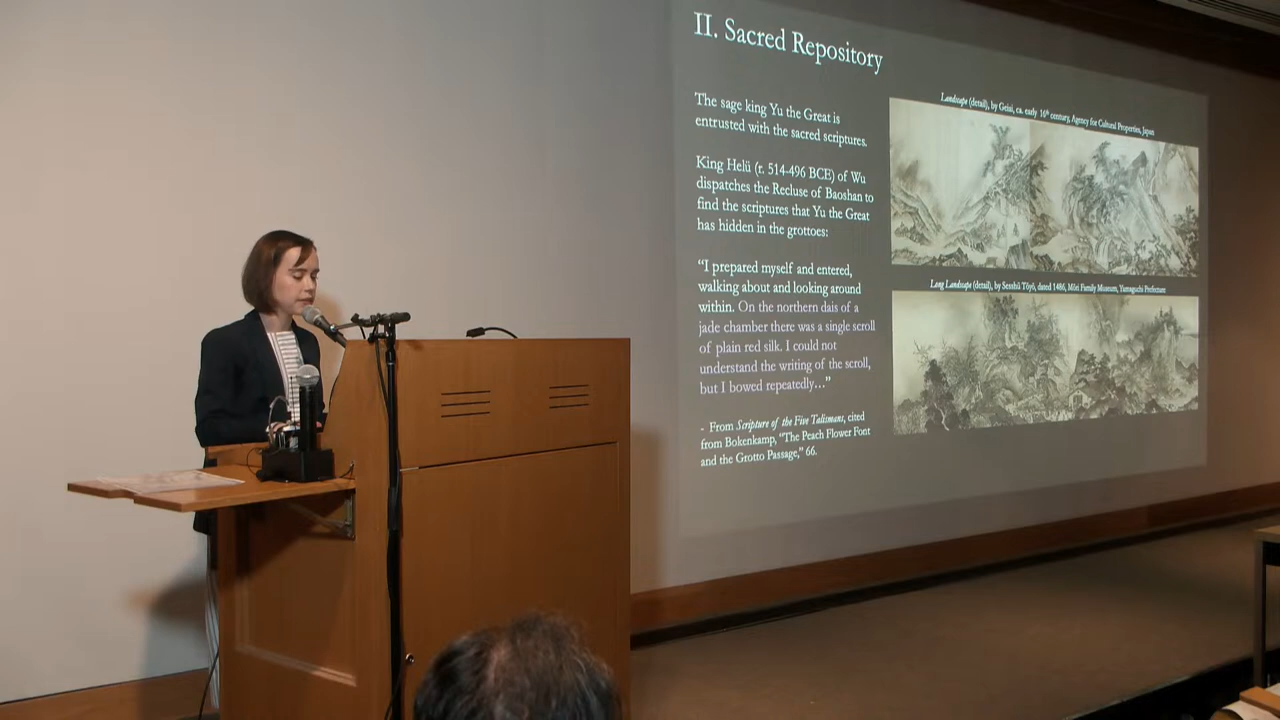 II. Sacred Repository
The sage king Yu the Great is
entrusted with the sacred scriptures.
King Helü (r. 514-496 BCE) of Wu
dispatches the Recluse of Baoshan to
find the scriptures that Yu the Great
has hidden in the grottoes:
“I prepared myself and entered,
walking about and looking around
within. On the northern dais of a
jade chamber there was a single scroll
of plain red silk. I could not
understand the writing of the scroll,
but I bowed repeatedly…”
- From Scripture of the Five Talismans, cited
from Bokenkamp, “The Peach Flower Font
and the Grotto Passage,” 66.
Landscape (detail), by Geiai, ca. early 16th century, Agency for Cultural Properties, Japan
Long Landscape (detail), by Sesshū Tōyō, dated 1486, Mōri Family Museum, Yamaguchi Prefecture